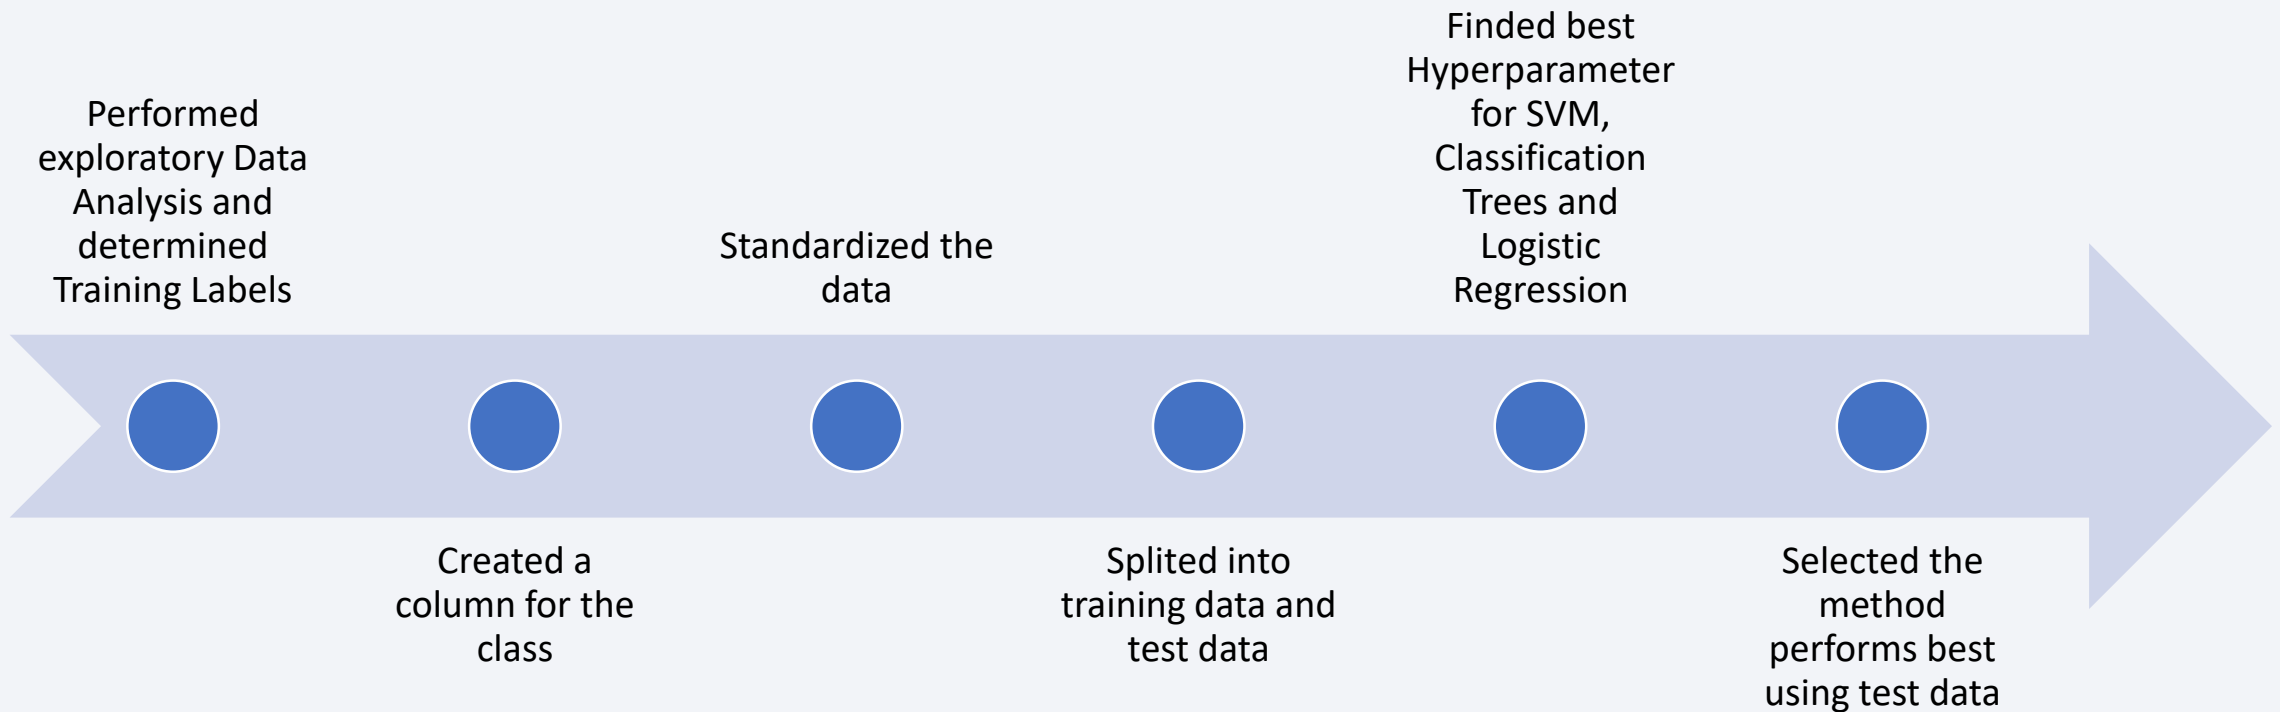 Performed
exploratory Data
Analysis and
determined
Training Labels
Created a
column for the
class
Standardized the
data
Splited into
training data and
test data
Finded best
Hyperparameter
for SVM,
Classification
Trees and
Logistic
Regression
Selected the
method
performs best
using test data